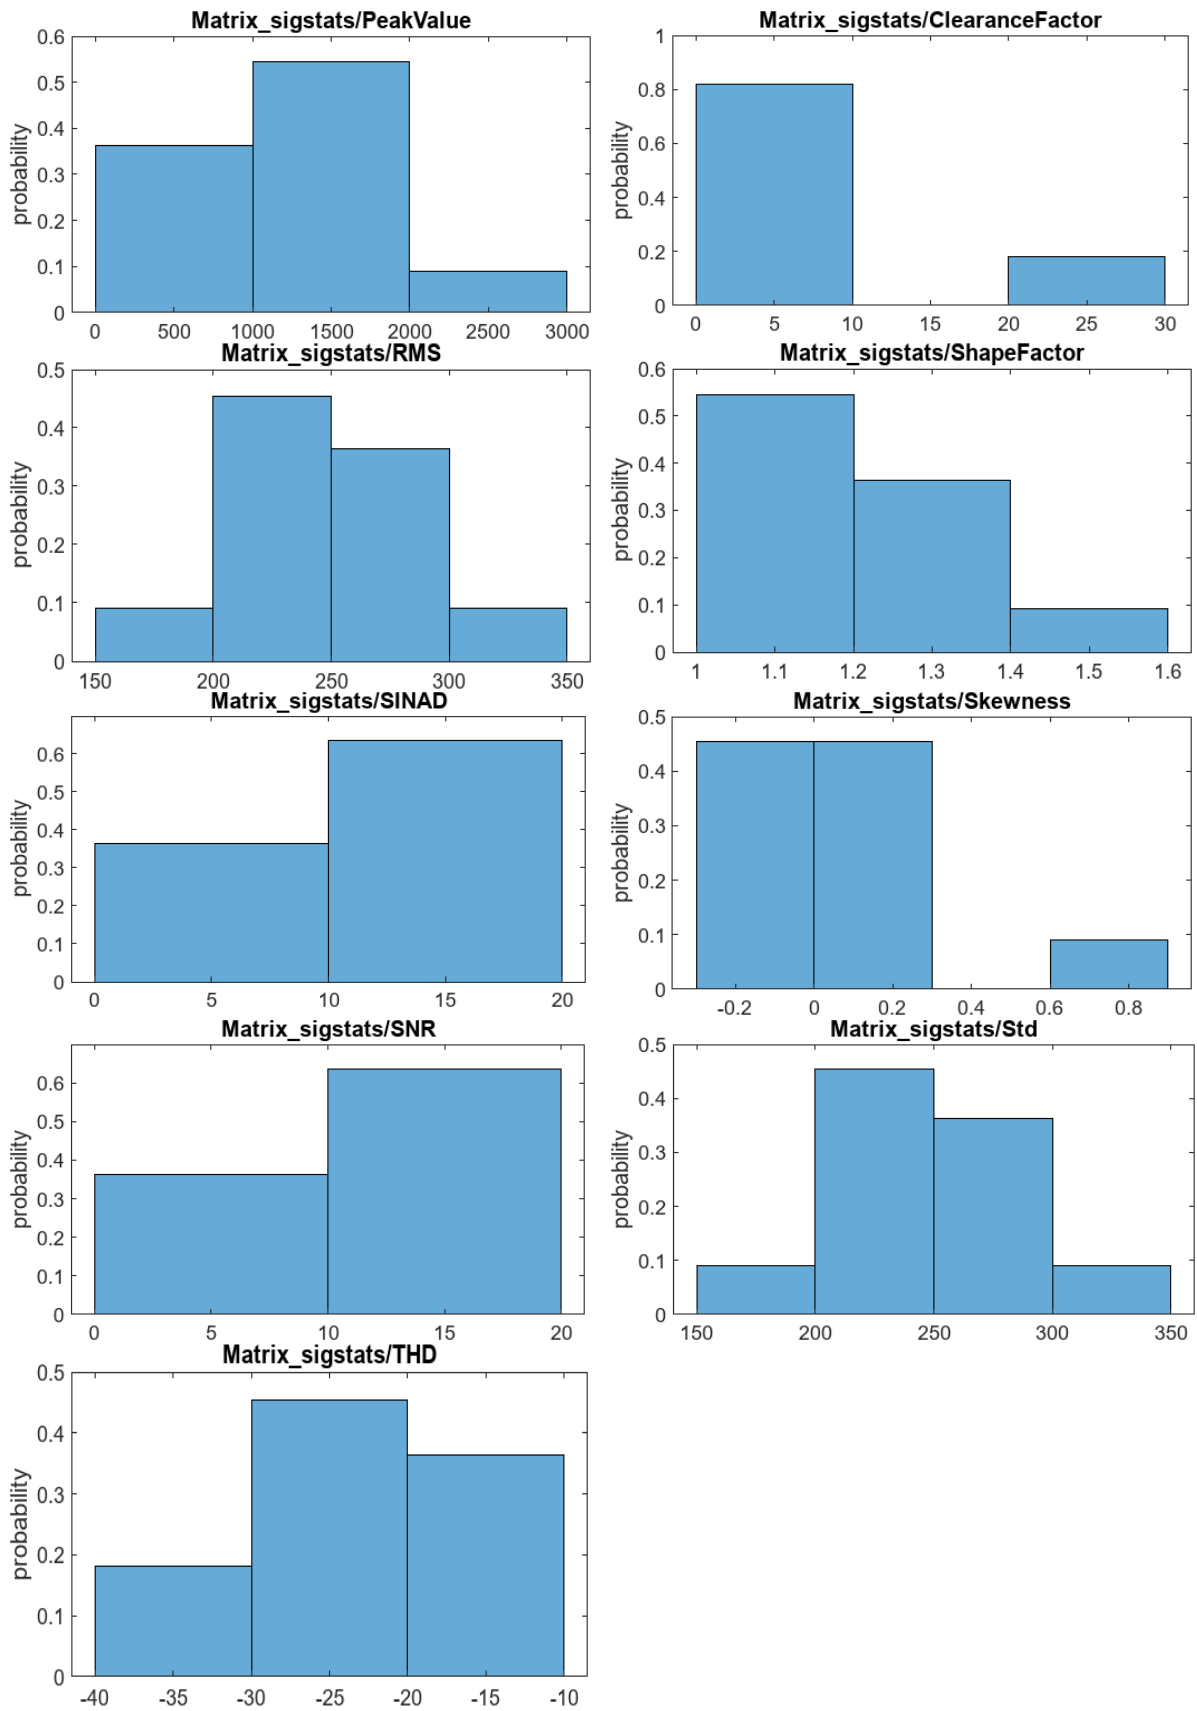 Matrix_sigstats/PeakValue
probability
0.6
0.5
0.4
0.3
0.2
0.1
0
0 500 1000 1500 2000 2500 3000
Matrix_sigstats/ClearanceFactor
probability
1
0.8
0.6
0.4
0.2
0
0 5 10 15 20 25 30
Matrix_sigstats/RMS
probability
0.5
0.4
0.3
0.2
0.1
0
150 200 250 300 350
Matrix_sigstats/ShapeFactor
probability
0.6
0.5
0.4
0.3
0.2
0.1
0
1 1.1 1.2 1.3 1.4 1.5 1.6
Matrix_sigstats/SINAD
probability
0.6
0.5
0.4
0.3
0.2
0.1
0
0 5 10 15 20
Matrix_sigstats/Skewness
probability
0.5
0.4
0.3
0.2
0.1
0
-0.2 0 0.2 0.4 0.6 0.8
Matrix_sigstats/SNR
probability
0.6
0.5
0.4
0.3
0.2
0.1
0
0 5 10 15 20
Matrix_sigstats/Std
probability
0.5
0.4
0.3
0.2
0.1
0
150 200 250 300 350
Matrix_sigstats/THD
probability
0.5
0.4
0.3
0.2
0.1
0
-40 -35 -30 -25 -20 -15 -10